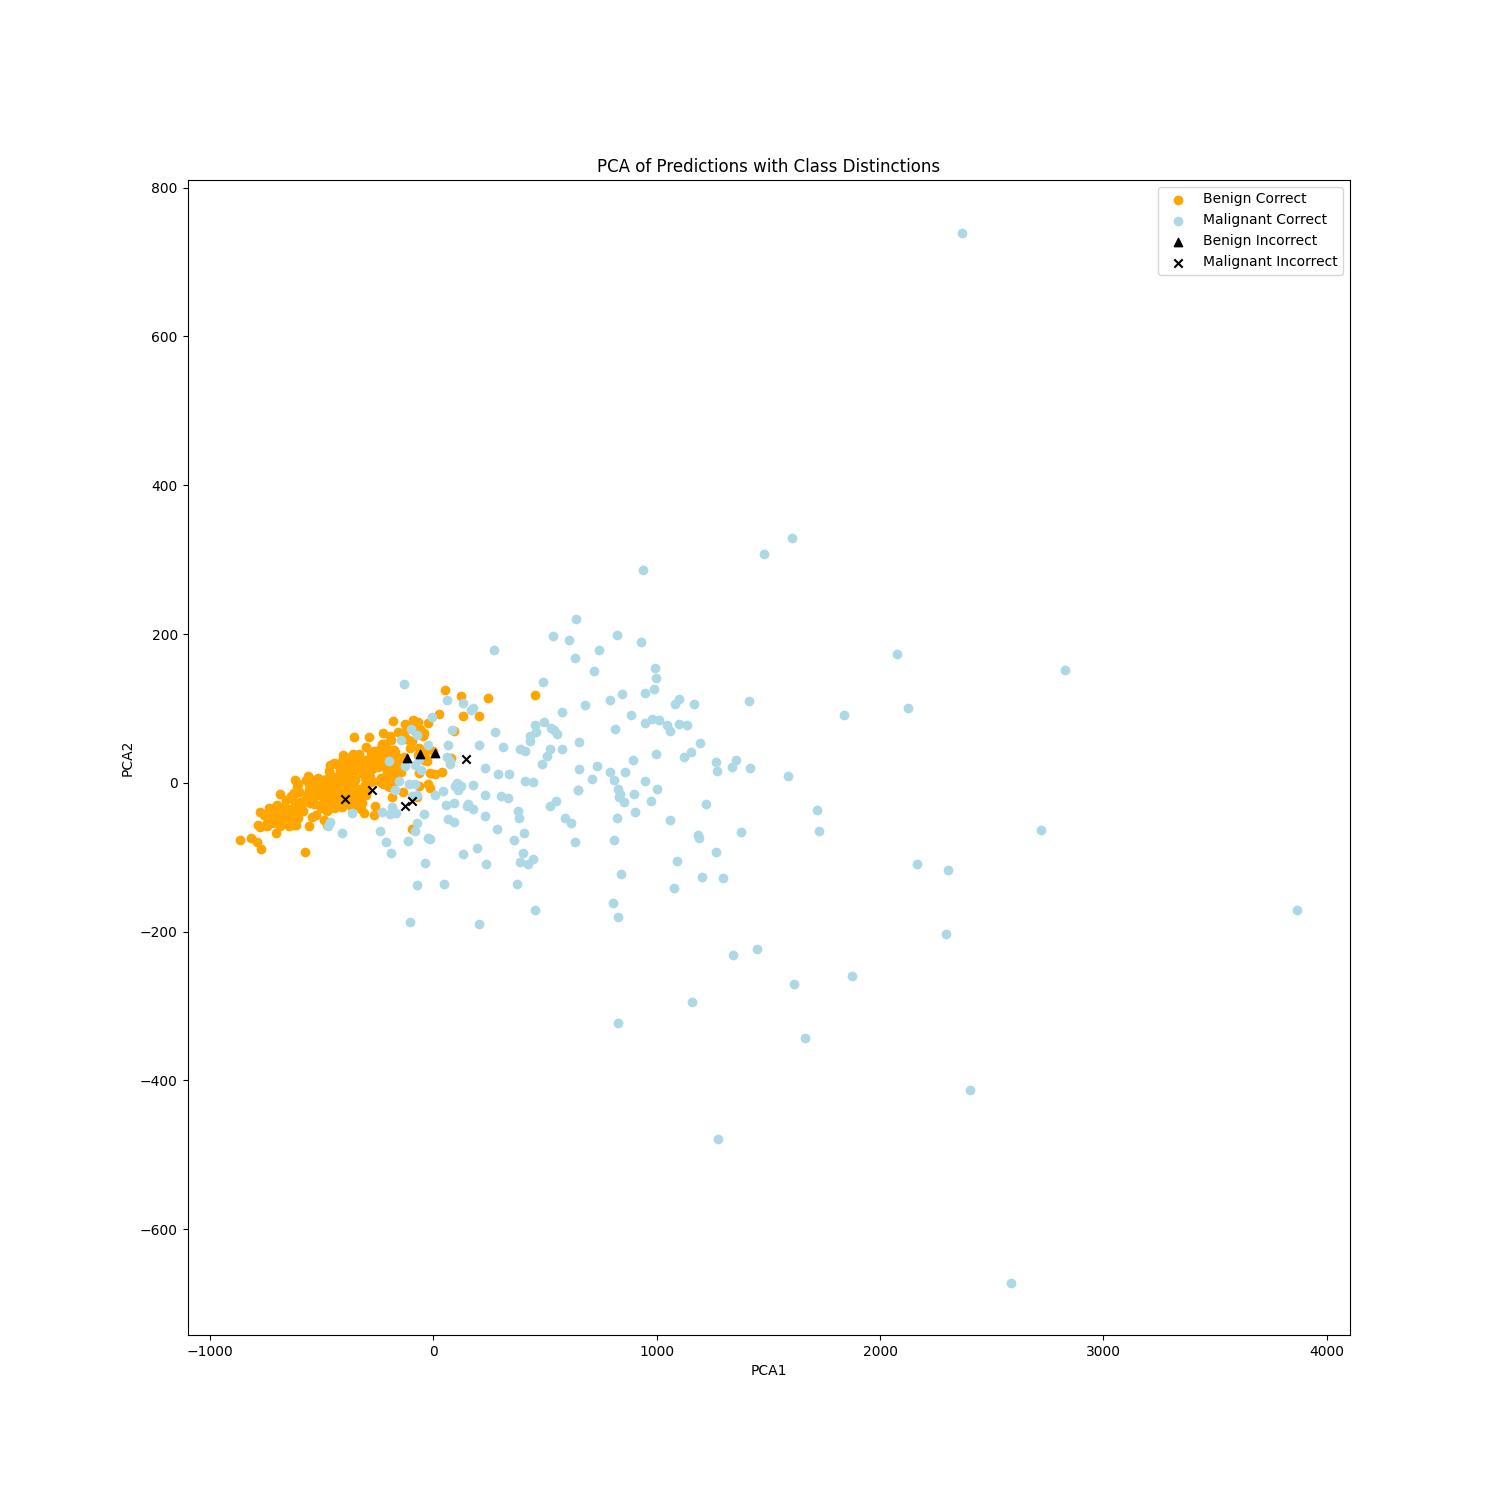 PCA of Predictions with Class Distinctions
Benign Correct
Malignant Correct
Benign Incorrect
Malignant Incorrect
800
600
400
200
0
−200
−400
−600
PCA2
−1000
0
1000
2000
3000
4000
PCA1